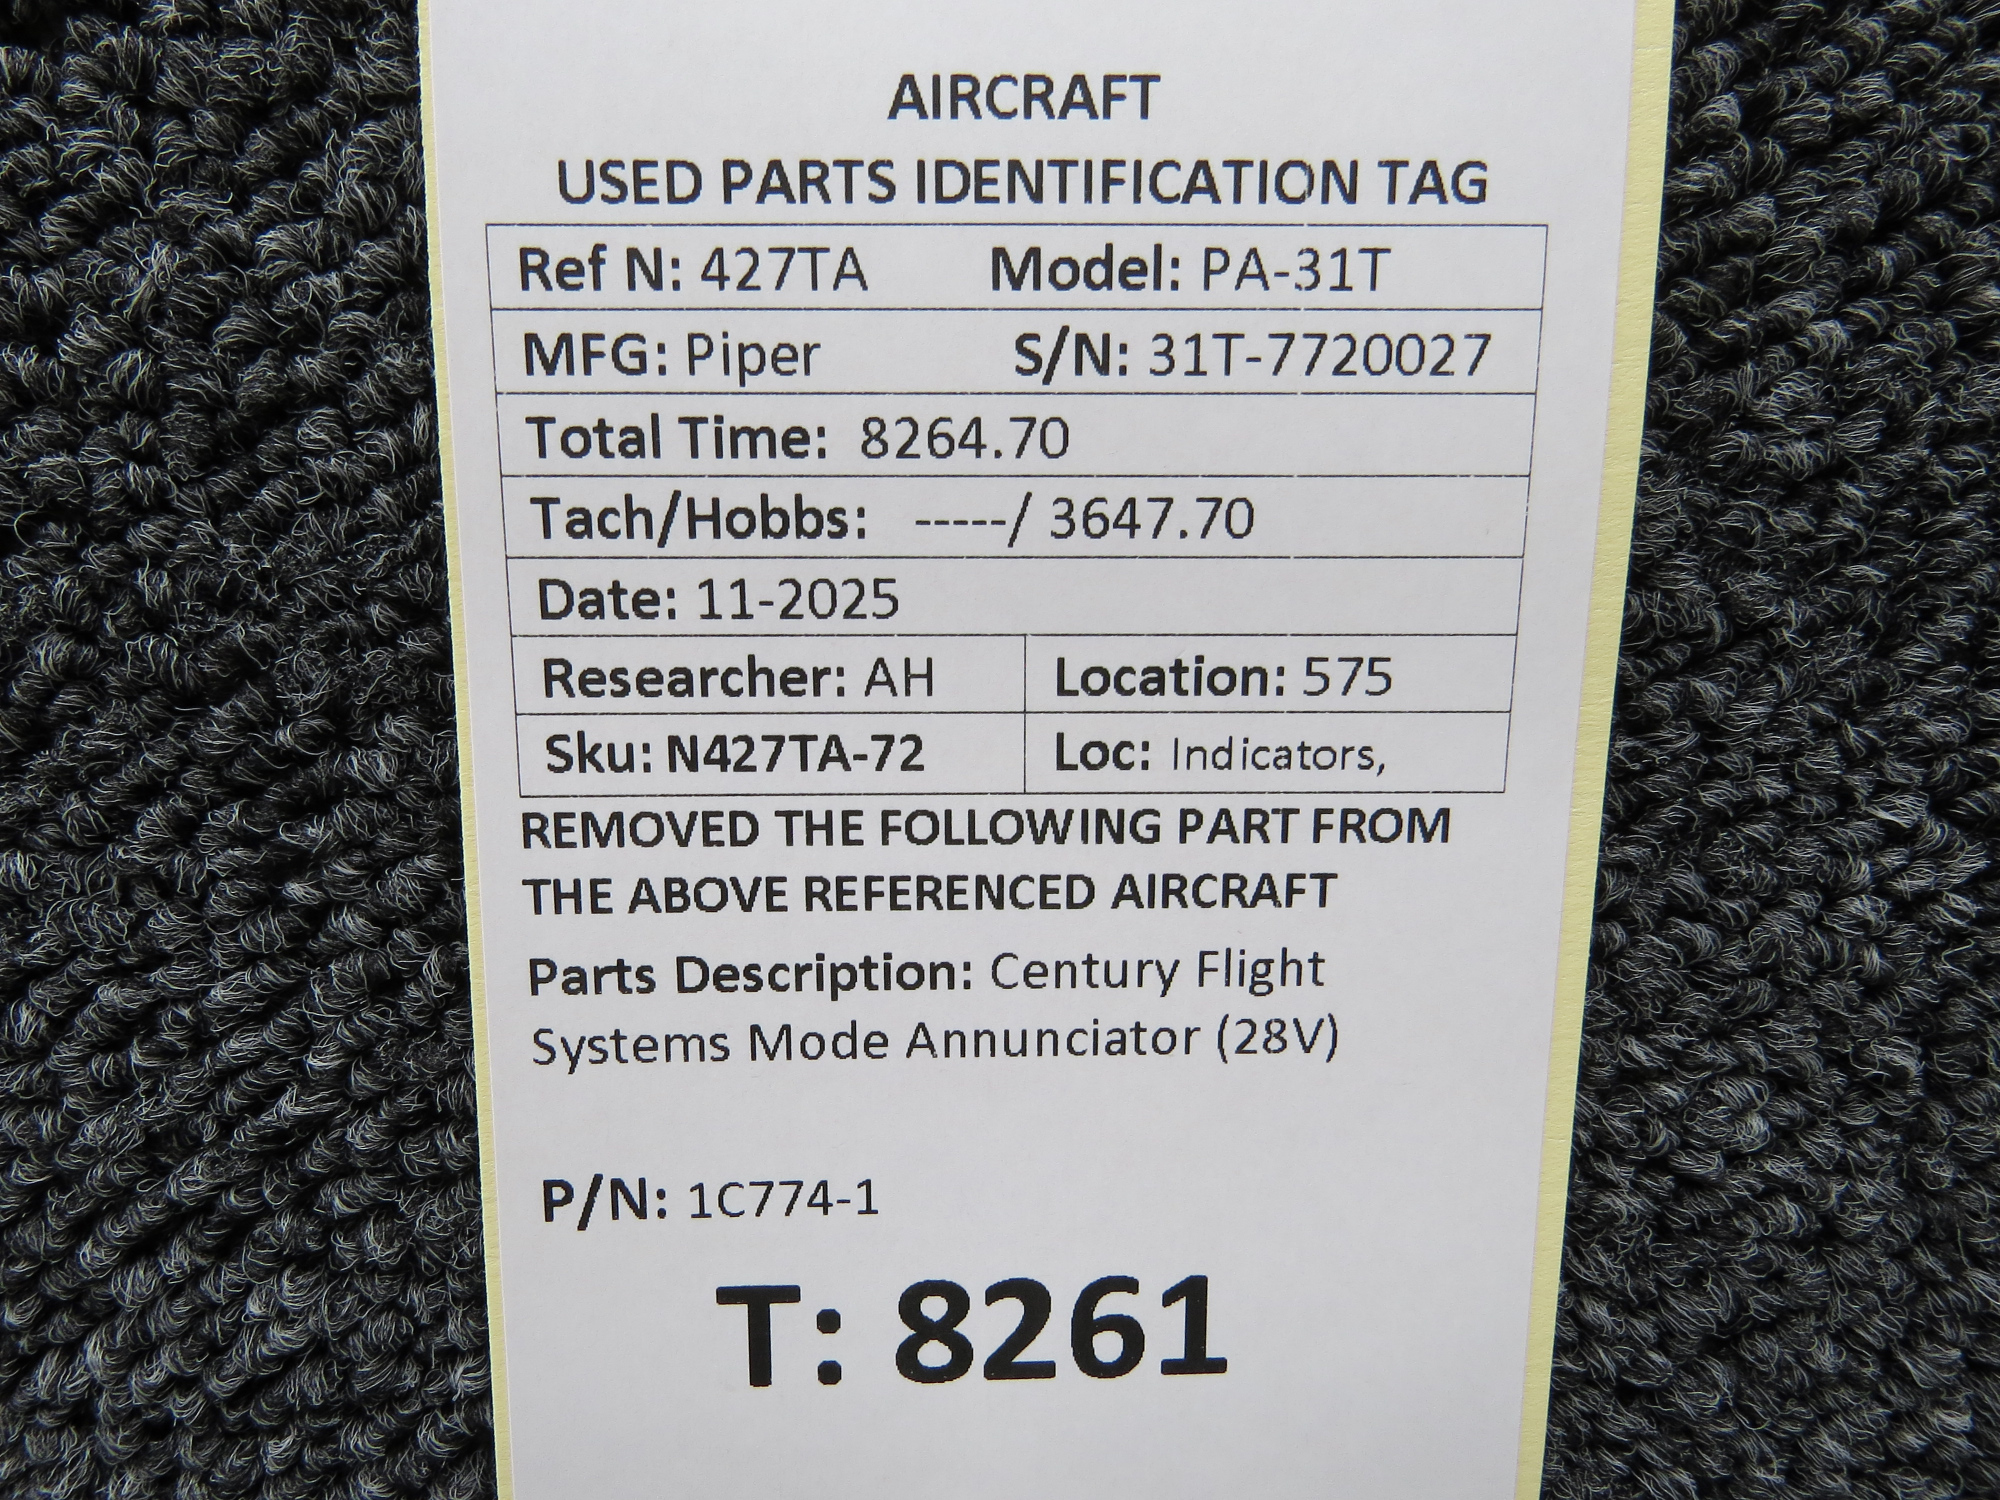 AIRCRAFT
USED PARTS IDENTIFICATION TAG
Ref N: 427TA Model: PA-31T
MFG: Piper S/N: 31T-7720027
Total Time: 8264.70
Tach/Hobbs: -----/ 3647.70
Date: 11-2025
Researcher: AH Location: 575
Sku: N427TA-72 Loc: Indicators,
REMOVED THE FOLLOWING PART FROM
THE ABOVE REFERENCED AIRCRAFT
Parts Description: Century Flight
Systems Mode Annunciator (28V)
P/N: 1C774-1
T: 8261